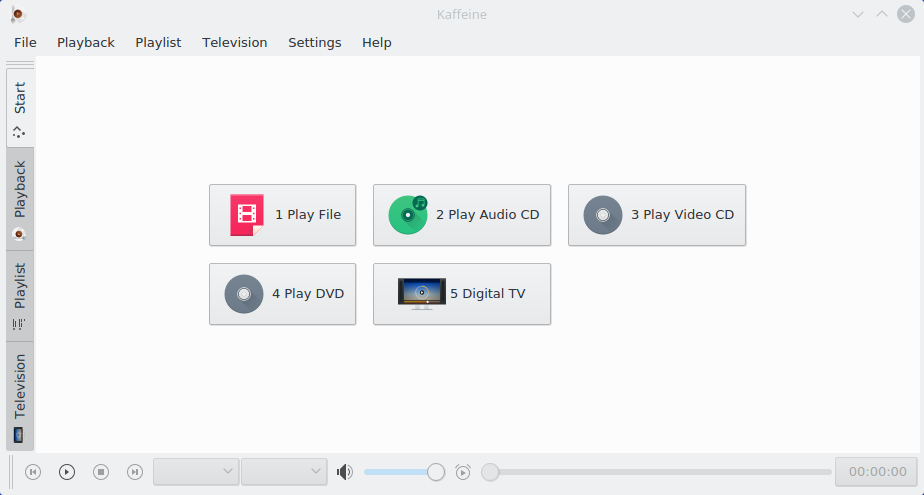 Kaffeine
File Playback Playlist Television Settings Help
Start
Playback
Playlist
Television
1 Play File
2 Play Audio CD
3 Play Video CD
4 Play DVD
5 Digital TV
00:00:00